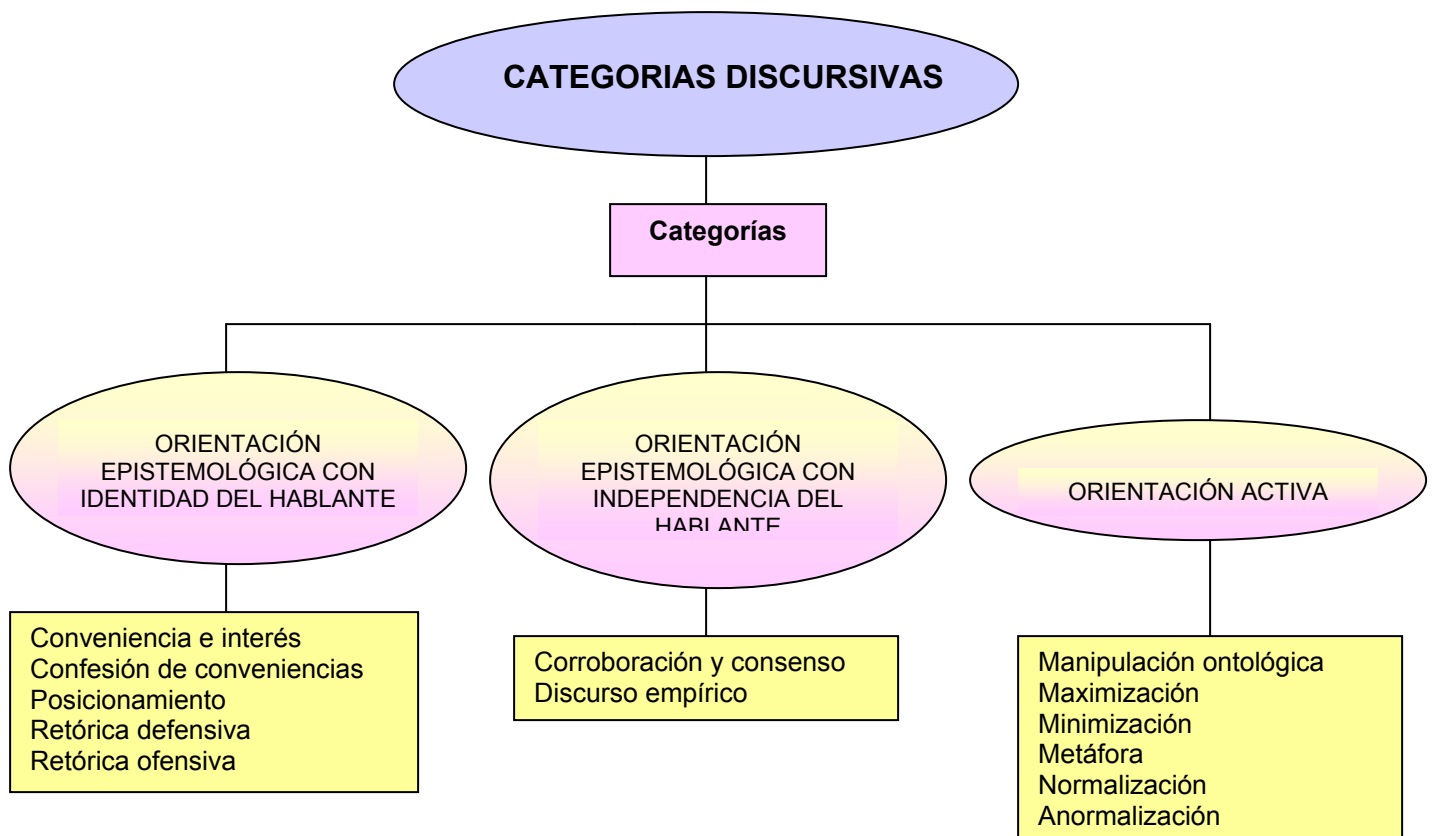 CATEGORIAS DISCURSIVAS
Categorías
ORIENTACIÓN
EPISTEMOLÓGICA CON
IDENTIDAD DEL HABLANTE
ORIENTACIÓN
EPISTEMOLÓGICA CON
INDEPENDENCIA DEL
HABLANTE
ORIENTACIÓN ACTIVA
Conveniencia e interés
Confesión de conveniencias
Posicionamiento
Retórica defensiva
Retórica ofensiva
Corroboración y consenso
Discurso empírico
Manipulación ontológica
Maximización
Minimización
Metáfora
Normalización
Anormalización